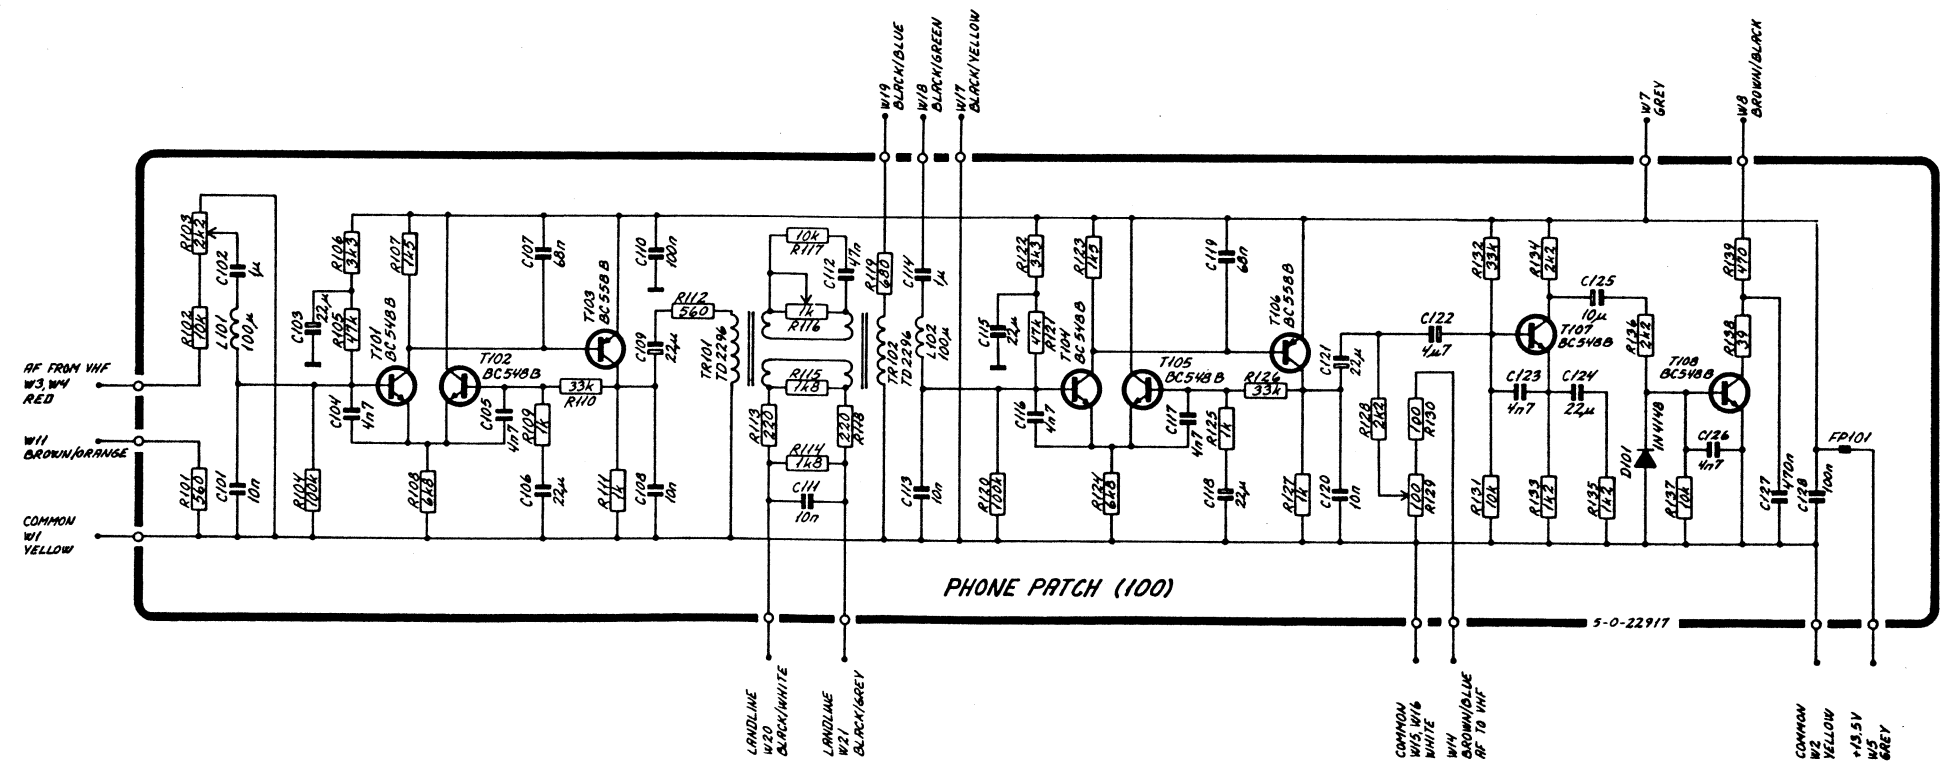 W19
BLACK/BLUE
W18
BLACK/GREEN
W17
BLACK/YELLOW
W7
GREY
W8
BROWN/BLACK
AF FROM VHF
W3, W4
RED
W11
BROWN/ORANGE
COMMON
W1
YELLOW
R103
2k2
C102
1µ
R102
10k
L101
100µ
R101
560
C101
10n
R106
3k3
R107
1k5
C103
22µ
R105
47k
T101
BC548B
C104
4n7
R104
100k
R108
6k8
T102
BC548B
C105
4n7
R109
1k
C106
22µ
C107
68n
T103
BC558B
33k
R110
R111
1k
C108
10n
C110
100n
C109
22µ
R112
560
TR101
TD2296
10k
R117
C112
47n
1k
R116
R115
1k8
R113
220
220
R118
R114
1k8
C111
10n
R119
680
TR102
TD2296
C114
1µ
L102
100µ
C113
10n
R122
3k3
R123
1k5
C115
22µ
47k
R121
T104
BC548B
C116
4n7
R120
100k
R124
6k8
T105
BC548B
C117
4n7
R125
1k
C118
22µ
C119
68n
T106
BC558B
R126
33k
R127
1k
C120
10n
C121
22µ
R128
2k2
100
R130
100
R129
C122
4µ7
R132
33k
R134
2k2
C125
10µ
T107
BC548B
C123
4n7
C124
22µ
R131
10k
R133
1k2
R135
1k2
R136
2k2
D101
1N4148
T108
BC548B
C126
4n7
R137
10k
R139
470
R138
39
C127
470n
C128
100n
FP101
PHONE PATCH (100)
5-0-22917
LANDLINE
W20
BLACK/WHITE
LANDLINE
W21
BLACK/GREY
COMMON
W15, W16
WHITE
W14
BROWN/BLUE
AF TO VHF
COMMON
W2
YELLOW
+13,5V
W5
GREY